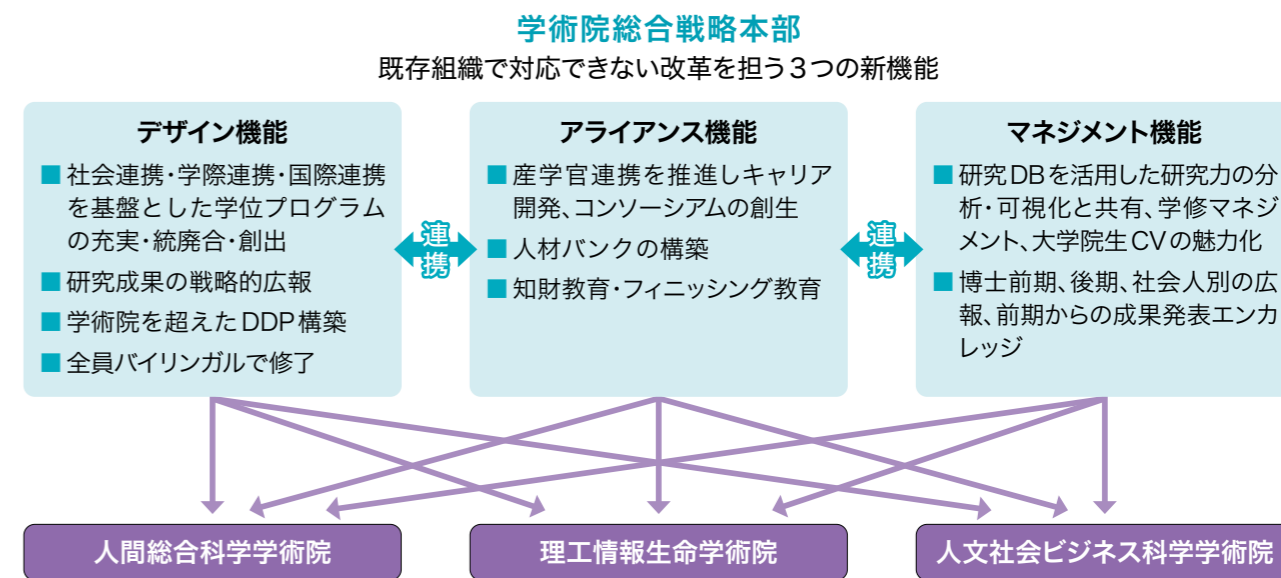 学術院総合戦略本部
既存組織で対応できない改革を担う3つの新機能
デザイン機能
■ 社会連携・学際連携・国際連携
を基盤とした学位プログラム
の充実・統廃合・創出
■ 研究成果の戦略的広報
■ 学術院を超えたDDP構築
■ 全員バイリンガルで修了
連携
アライアンス機能
■ 産学官連携を推進しキャリア
開発、コンソーシアムの創生
■ 人材バンクの構築
■ 知財教育・フィニッシング教育
連携
マネジメント機能
■ 研究DBを活用した研究力の分
析・可視化と共有、学修マネジ
メント、大学院生CVの魅力化
■ 博士前期、後期、社会人別の広
報、前期からの成果発表エンカ
レッジ
人間総合科学学術院
理工情報生命学術院
人文社会ビジネス科学学術院